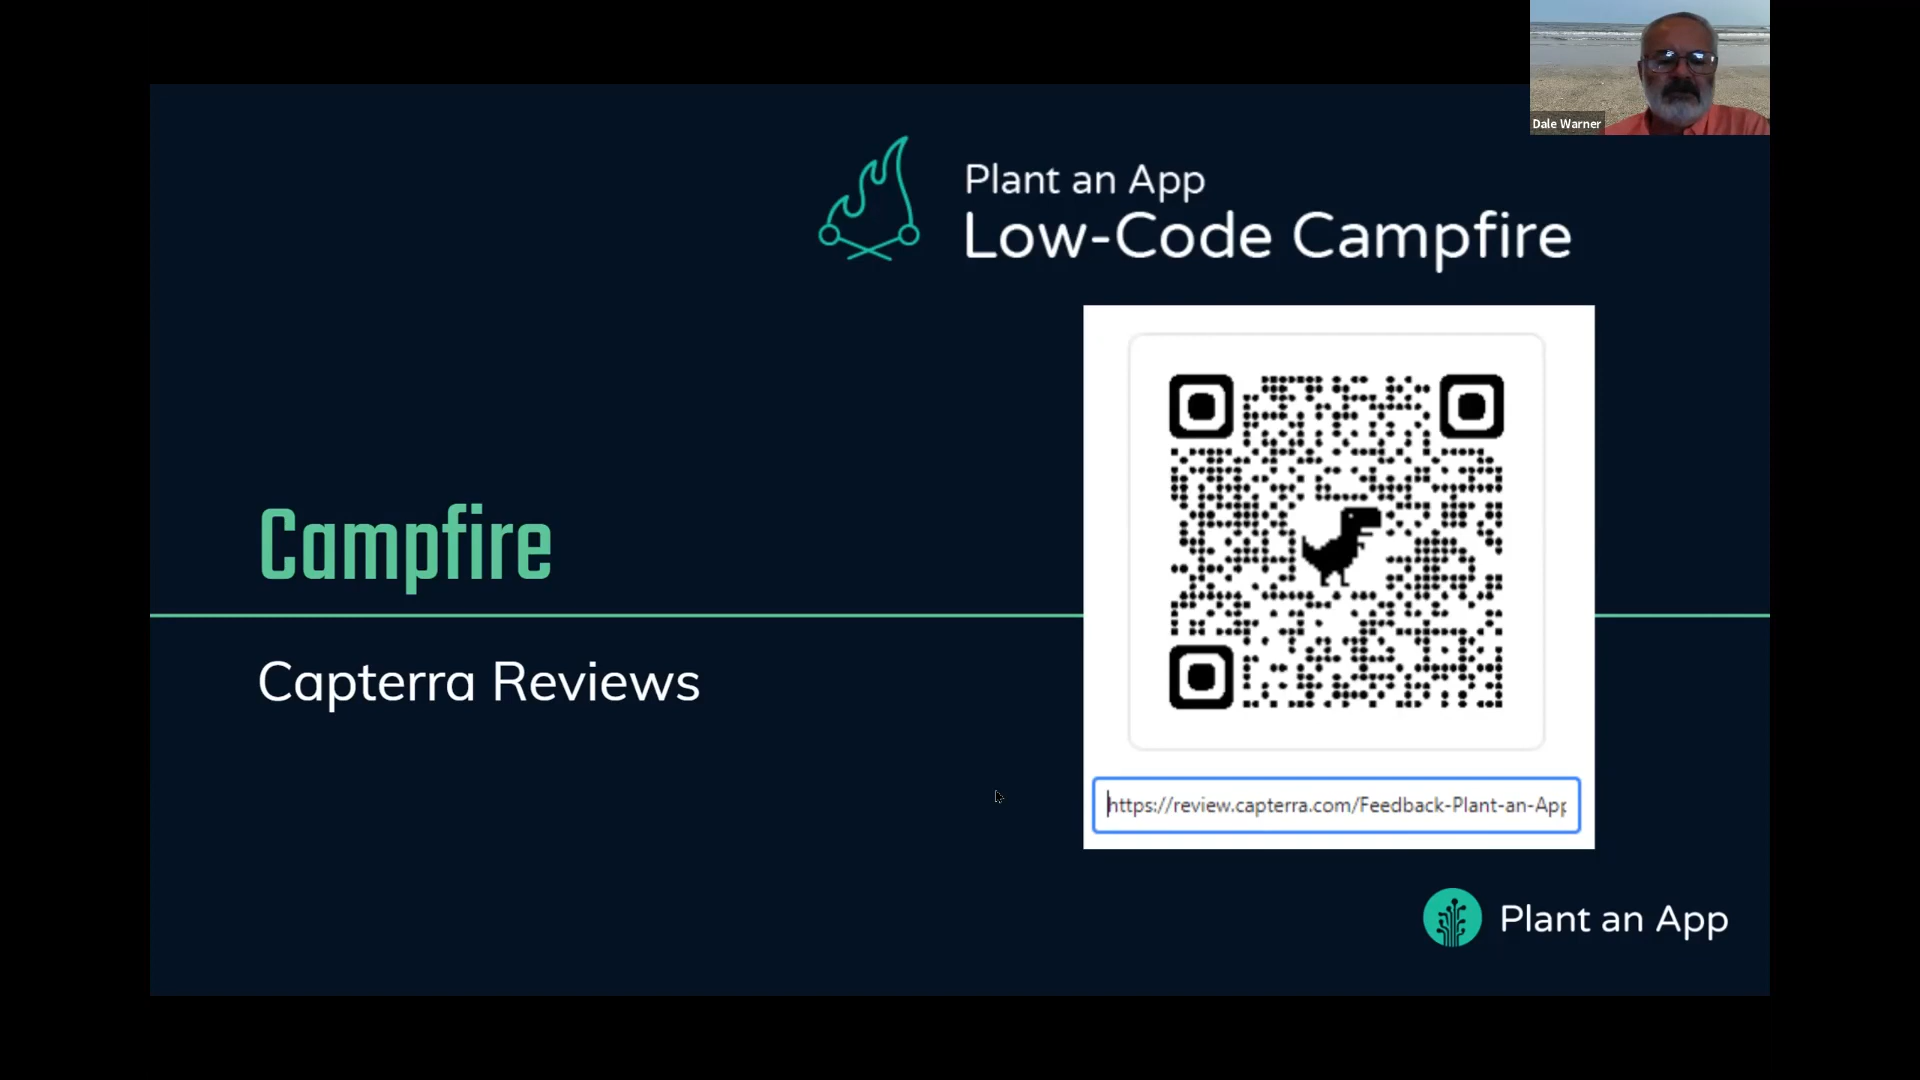 Dale Warner
Plant an App
Low-Code Campfire
Campfire
Capterra Reviews
https://review.capterra.com/Feedback-Plant-an-App
Plant an App